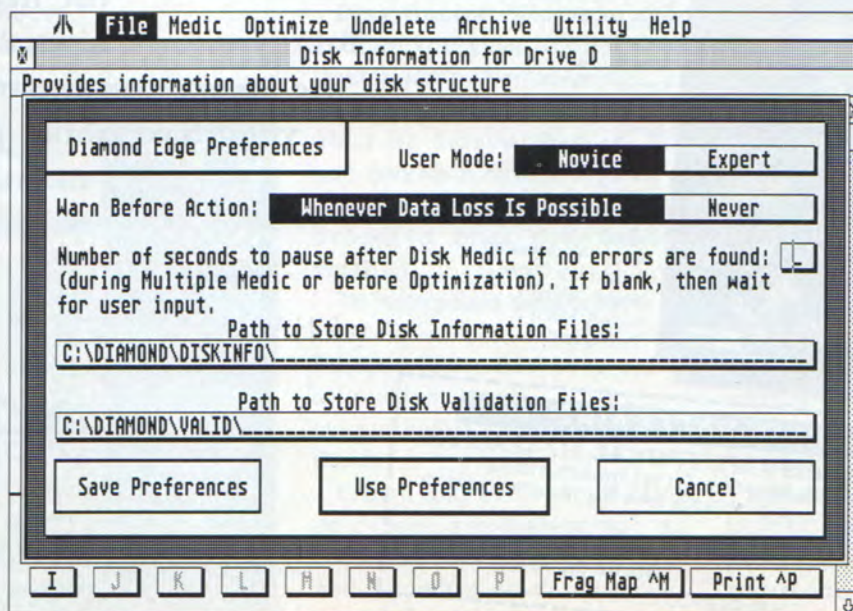 File Medic Optimize Undelete Archive Utility Help
Disk Information for Drive D
Provides information about your disk structure
Diamond Edge Preferences
User Mode: Novice Expert
Warn Before Action: Whenever Data Loss Is Possible Never
Number of seconds to pause after Disk Medic if no errors are found: _
(during Multiple Medic or before Optimization). If blank, then wait
for user input.
Path to Store Disk Information Files:
C:\DIAMOND\DISKINFO\
Path to Store Disk Validation Files:
C:\DIAMOND\VALID\
Save Preferences Use Preferences Cancel
I J K L M N O P Frag Map ^M Print ^P